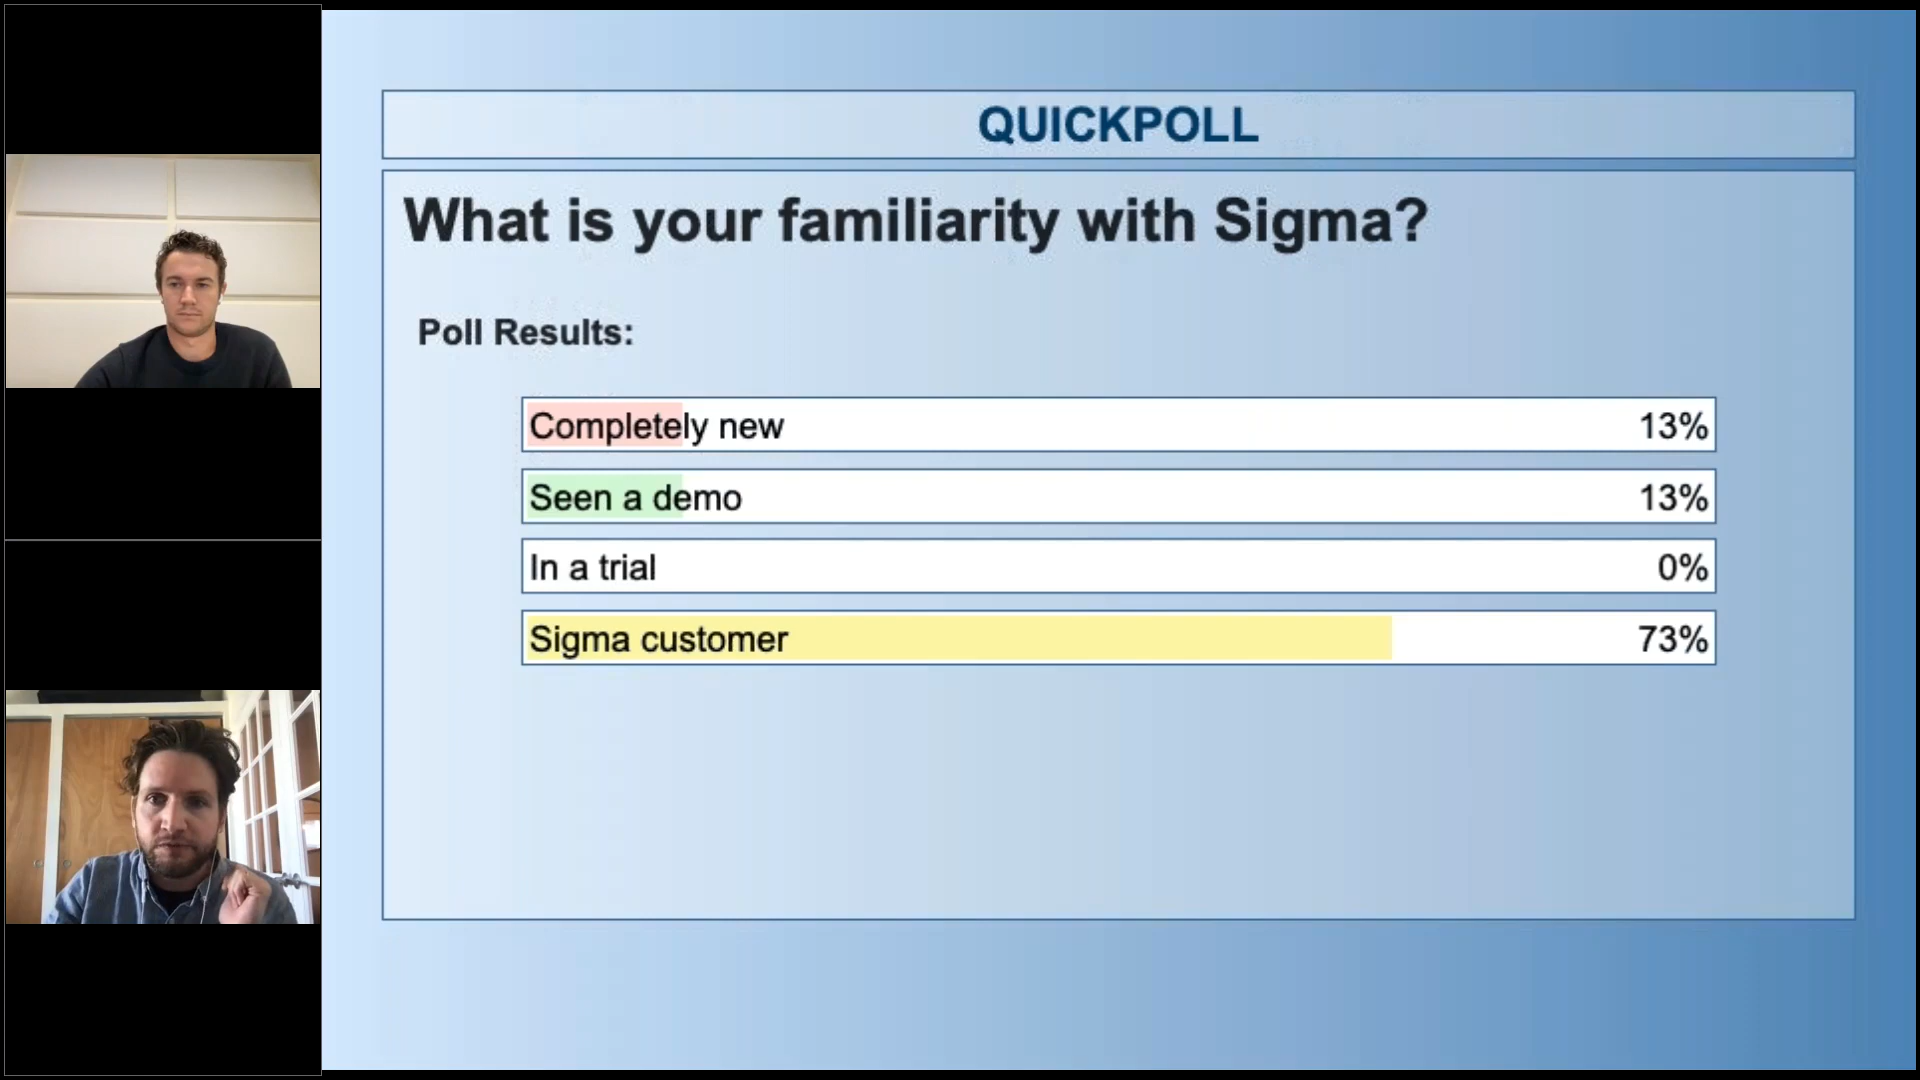 QUICKPOLL
What is your familiarity with Sigma?
Poll Results:
Completely new 13%
Seen a demo 13%
In a trial 0%
Sigma customer 73%